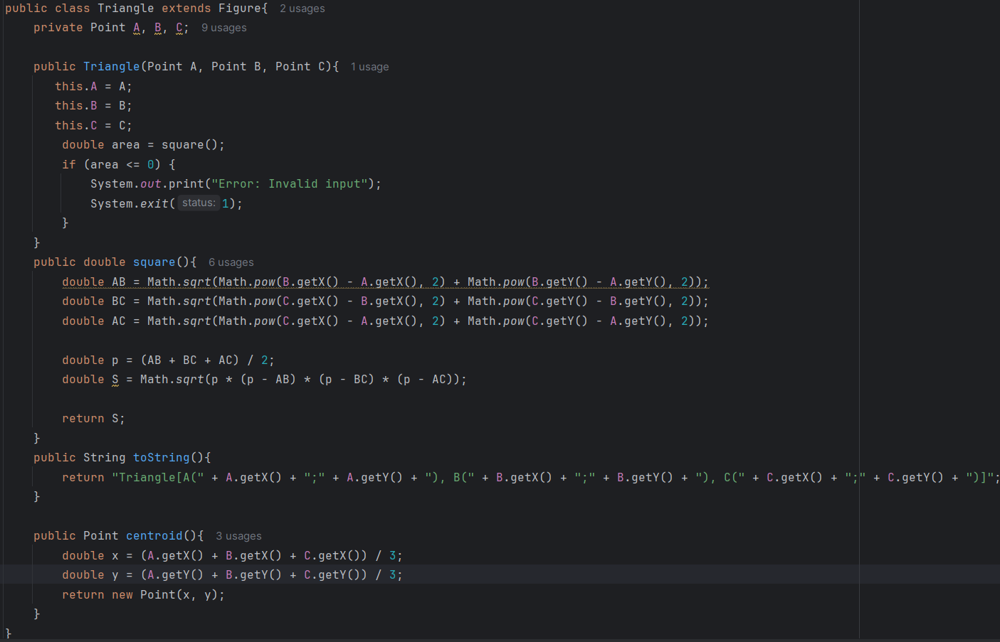 public class Triangle extends Figure{ 2 usages
    private Point A, B, C; 9 usages

    public Triangle(Point A, Point B, Point C){ 1 usage
       this.A = A;
       this.B = B;
       this.C = C;
        double area = square();
        if (area <= 0) {
            System.out.print("Error: Invalid input");
            System.exit( status: 1);
        }
    }
    public double square(){ 6 usages
        double AB = Math.sqrt(Math.pow(B.getX() - A.getX(), 2) + Math.pow(B.getY() - A.getY(), 2));
        double BC = Math.sqrt(Math.pow(C.getX() - B.getX(), 2) + Math.pow(C.getY() - B.getY(), 2));
        double AC = Math.sqrt(Math.pow(C.getX() - A.getX(), 2) + Math.pow(C.getY() - A.getY(), 2));

        double p = (AB + BC + AC) / 2;
        double S = Math.sqrt(p * (p - AB) * (p - BC) * (p - AC));

        return S;
    }
    public String toString(){
        return "Triangle[A(" + A.getX() + ";" + A.getY() + "), B(" + B.getX() + ";" + B.getY() + "), C(" + C.getX() + ";" + C.getY() + ")]";
    }

    public Point centroid(){ 3 usages
        double x = (A.getX() + B.getX() + C.getX()) / 3;
        double y = (A.getY() + B.getY() + C.getY()) / 3;
        return new Point(x, y);
    }
}